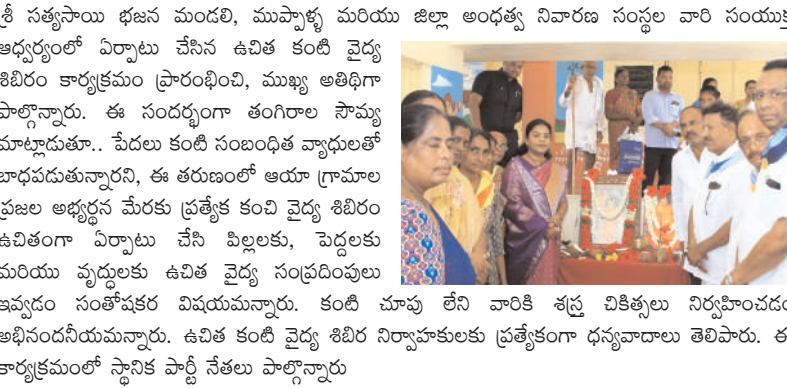 శ్రీ సత్యసాయి భజన మండలి, ముప్పాళ్ళ మరియు జిల్లా అంధత్వ నివారణ సంస్థల వారి సంయుక్త
ఆధ్వర్యంలో ఏర్పాటు చేసిన ఉచిత కంటి వైద్య
శిబిరం కార్యక్రమం ప్రారంభించి, ముఖ్య అతిథిగా
పాల్గొన్నారు. ఈ సందర్భంగా తంగిరాల సౌమ్య
మాట్లాడుతూ.. పేదలు కంటి సంబంధిత వ్యాధులతో
బాధపడుతున్నారని, ఈ తరుణంలో ఆయా గ్రామాల
ప్రజల అభ్యర్థన మేరకు ప్రత్యేక కంచి వైద్య శిబిరం
ఉచితంగా ఏర్పాటు చేసి పిల్లలకు, పెద్దలకు
మరియు వృద్ధులకు ఉచిత వైద్య సంప్రదింపులు
ఇవ్వడం సంతోషకర విషయమన్నారు. కంటి చూపు లేని వారికి శస్త్ర చికిత్సలు నిర్వహించడం
అభినందనీయమన్నారు. ఉచిత కంటి వైద్య శిబిర నిర్వాహకులకు ప్రత్యేకంగా ధన్యవాదాలు తెలిపారు. ఈ
కార్యక్రమంలో స్థానిక పార్టీ నేతలు పాల్గొన్నారు